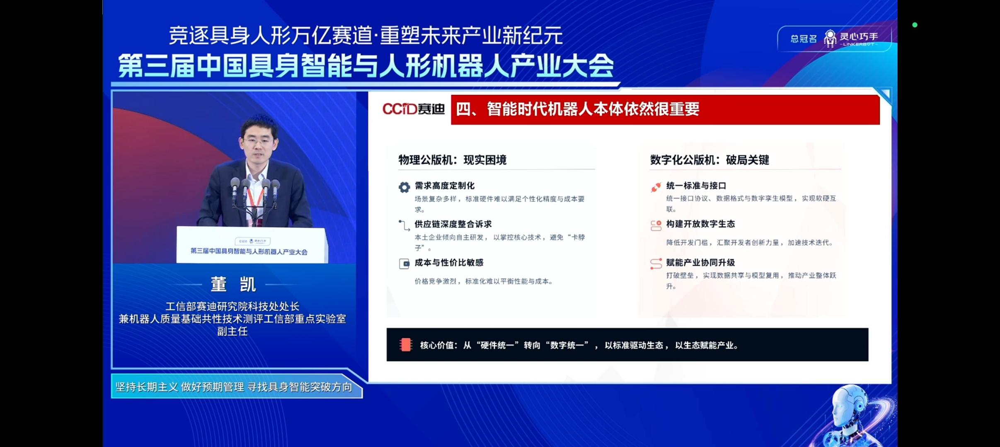 竞逐具身人形万亿赛道·重塑未来产业新纪元
第三届中国具身智能与人形机器人产业大会
总冠名 灵心巧手
LINKERBOT
CCID赛迪
四、智能时代机器人本体依然很重要
物理公版机：现实困境
需求高度定制化
场景复杂多样，标准硬件难以满足个性化精度与成本要
求。
供应链深度整合诉求
本土企业倾向自主研发，以掌控核心技术，避免“卡脖
子”。
成本与性价比敏感
价格竞争激烈，标准化难以平衡性能与成本。
数字化公版机：破局关键
统一标准与接口
统一接口协议、数据格式与数字孪生模型，实现软硬互
联。
构建开放数字生态
降低开发门槛，汇聚开发者创新力量，加速技术迭代。
赋能产业协同升级
打破壁垒，实现数据共享与模型复用，推动产业整体跃
升。
核心价值：从“硬件统一”转向“数字统一”，以标准驱动生态，以生态赋能产业。
总冠名 灵心巧手
第三届中国具身智能与人形机器人产业大会
董 凯
工信部赛迪研究院科技处处长
兼机器人质量基础共性技术测评工信部重点实验室
副主任
坚持长期主义 做好预期管理 寻找具身智能突破方向